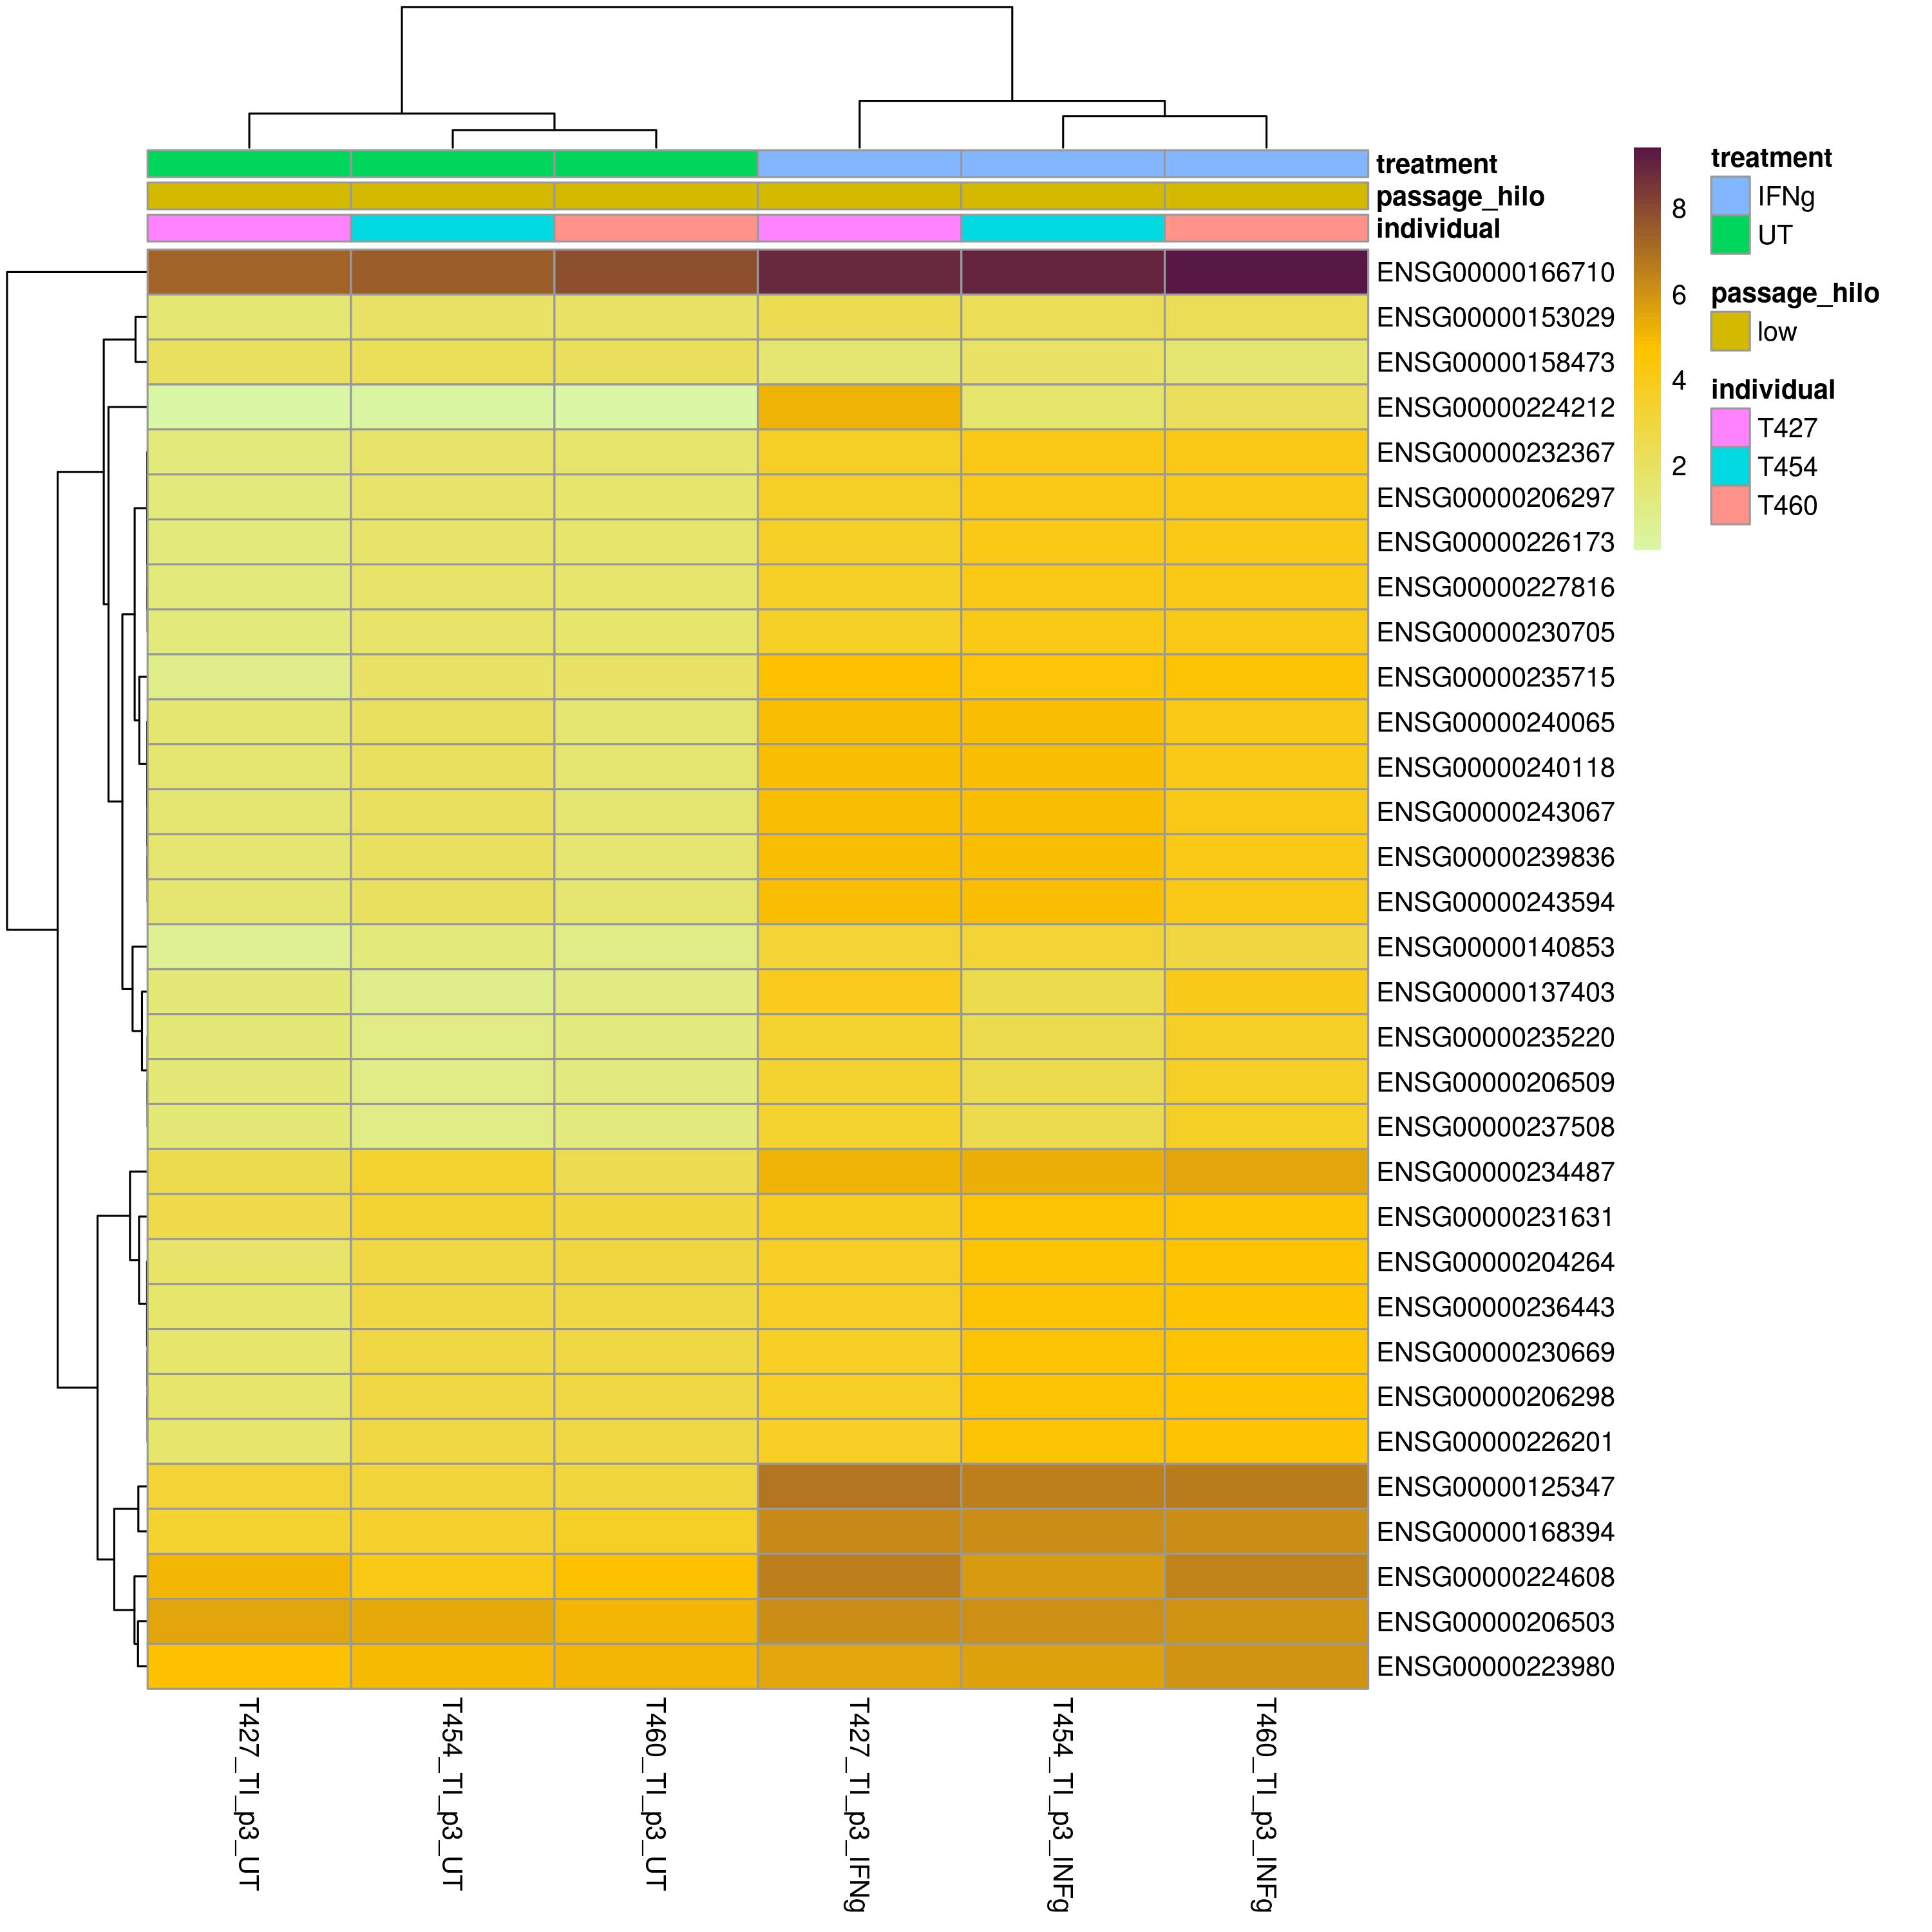 treatment
passage_hilo
individual
ENSG00000166710
ENSG00000153029
ENSG00000158473
ENSG00000224212
ENSG00000232367
ENSG00000206297
ENSG00000226173
ENSG00000227816
ENSG00000230705
ENSG00000235715
ENSG00000240065
ENSG00000240118
ENSG00000243067
ENSG00000239836
ENSG00000243594
ENSG00000140853
ENSG00000137403
ENSG00000235220
ENSG00000206509
ENSG00000237508
ENSG00000234487
ENSG00000231631
ENSG00000204264
ENSG00000236443
ENSG00000230669
ENSG00000206298
ENSG00000226201
ENSG00000125347
ENSG00000168394
ENSG00000224608
ENSG00000206503
ENSG00000223980
T427_TI_p3_UT
T454_TI_p3_UT
T460_TI_p3_UT
T427_TI_p3_IFNg
T454_TI_p3_INFg
T460_TI_p3_INFg
8
6
4
2
treatment
IFNg
UT
passage_hilo
low
individual
T427
T454
T460